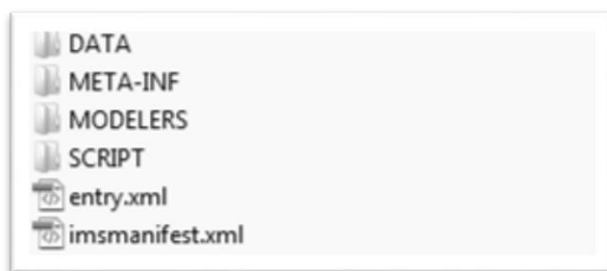 DATA
META-INF
MODELERS
SCRIPT
entry.xml
imsmanifest.xml